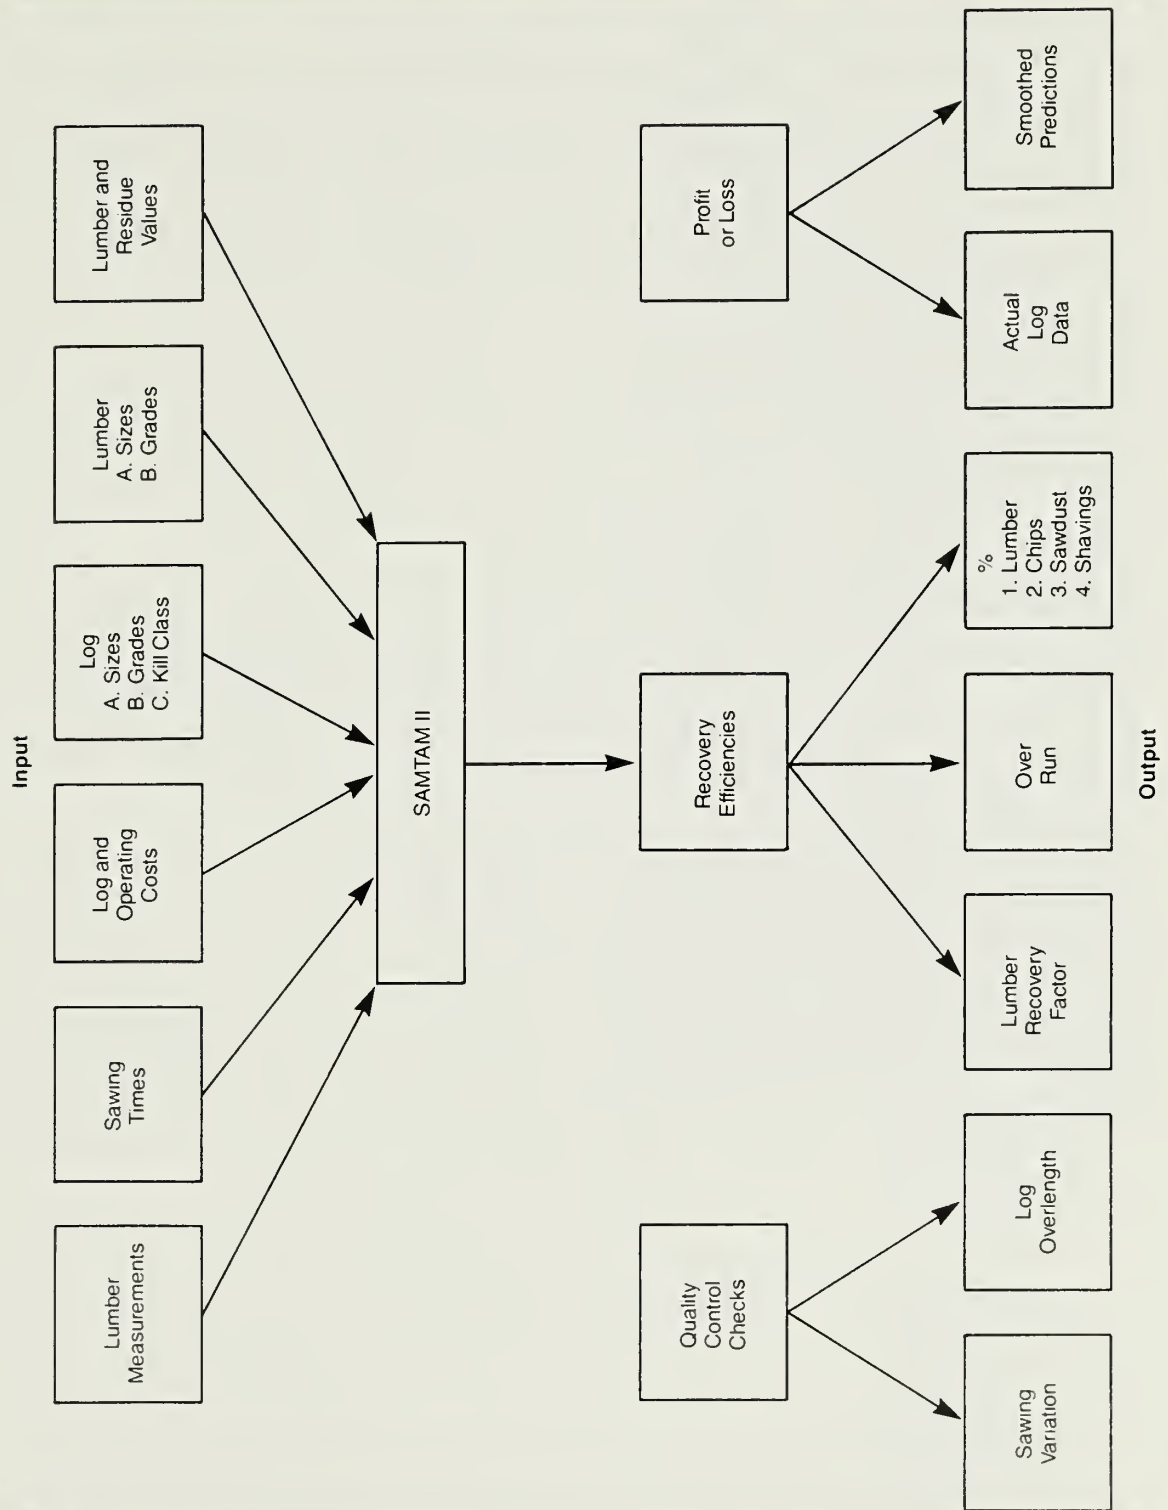 Input
Lumber
Measurements
Sawing
Times
Log and
Operating
Costs
Log
A. Sizes
B. Grades
C. Kill Class
Lumber
A. Sizes
B. Grades
Lumber and
Residue
Values
SAMTAM II
Quality
Control
Checks
Recovery
Efficiencies
Profit
or Loss
Sawing
Variation
Log
Overlength
Lumber
Recovery
Factor
Over
Run
%
1. Lumber
2. Chips
3. Sawdust
4. Shavings
Actual
Log
Data
Smoothed
Predictions
Output